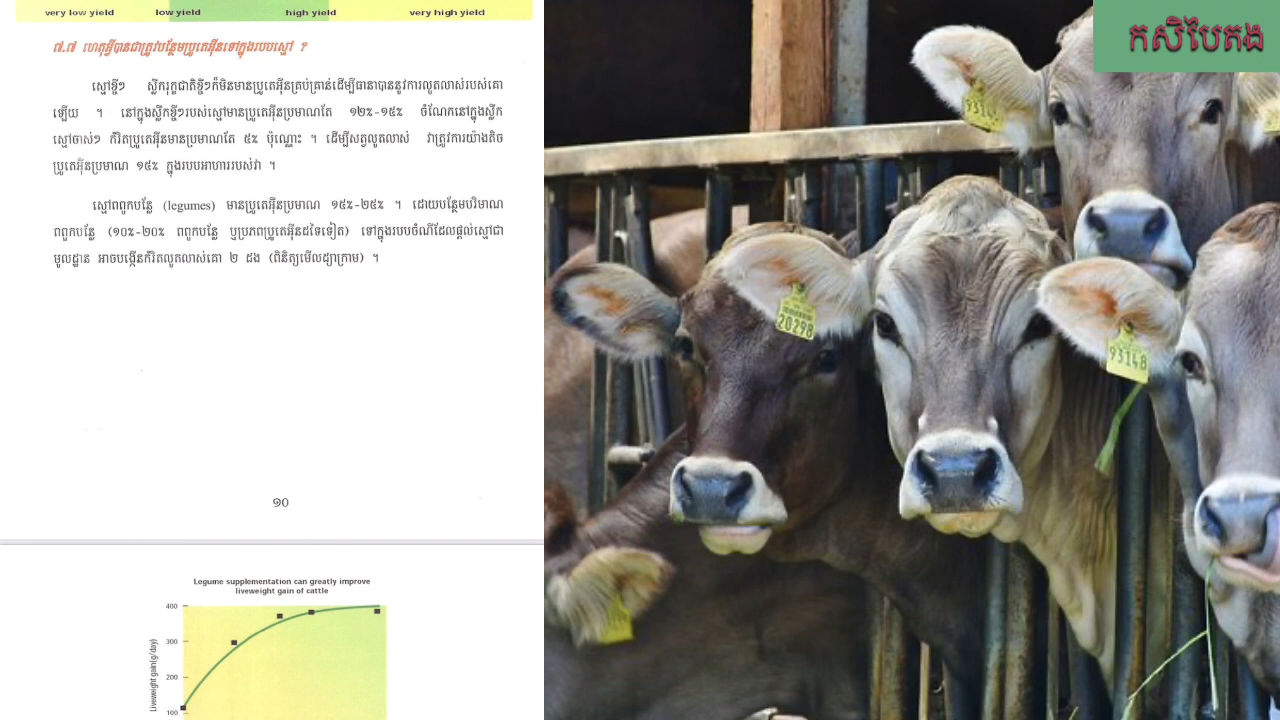 very low yield low yield high yield very high yield
៧.៧ ហេតុអ្វីបានជាត្រូវបន្ថែមប្រូតេអ៊ីនទៅក្នុងរបបស្មៅ ?
ស្មៅខ្ចីៗ ស្លឹករុក្ខជាតិខ្ចីៗក៏មិនមានប្រូតេអ៊ីនគ្រប់គ្រាន់ដើម្បីធានាបាននូវការលូតលាស់របស់គោ
ឡើយ ។ នៅក្នុងស្លឹកខ្ចីៗរបស់ស្មៅមានប្រូតេអ៊ីនប្រមាណតែ ១២%-១៥% ចំណែកនៅក្នុងស្លឹក
ស្មៅចាស់ៗ កំរិតប្រូតេអ៊ីនមានប្រមាណតែ ៥% ប៉ុណ្ណោះ ។ ដើម្បីសត្វលូតលាស់ វាត្រូវការយ៉ាងតិច
ប្រូតេអ៊ីនប្រមាណ ១៥% ក្នុងរបបអាហាររបស់វា ។
ស្មៅពពួកបន្លែ (legumes) មានប្រូតេអ៊ីនប្រមាណ ១៥%-២៥% ។ ដោយបន្ថែមបរិមាណ
ពពួកបន្លែ (១០%-២០% ពពួកបន្លែ ឬប្រភពប្រូតេអ៊ីនដទៃទៀត) ទៅក្នុងរបបចំណីដែលផ្តល់ស្មៅជា
មូលដ្ឋាន អាចបង្កើនកំរិតលូតលាស់គោ ២ ដង (ពិនិត្យមើលដ្យាក្រាម) ។
១០
Legume supplementation can greatly improve
liveweight gain of cattle
400
300
200
100
Liveweight gain(g/day)
កសិបៃតង
20298
93148